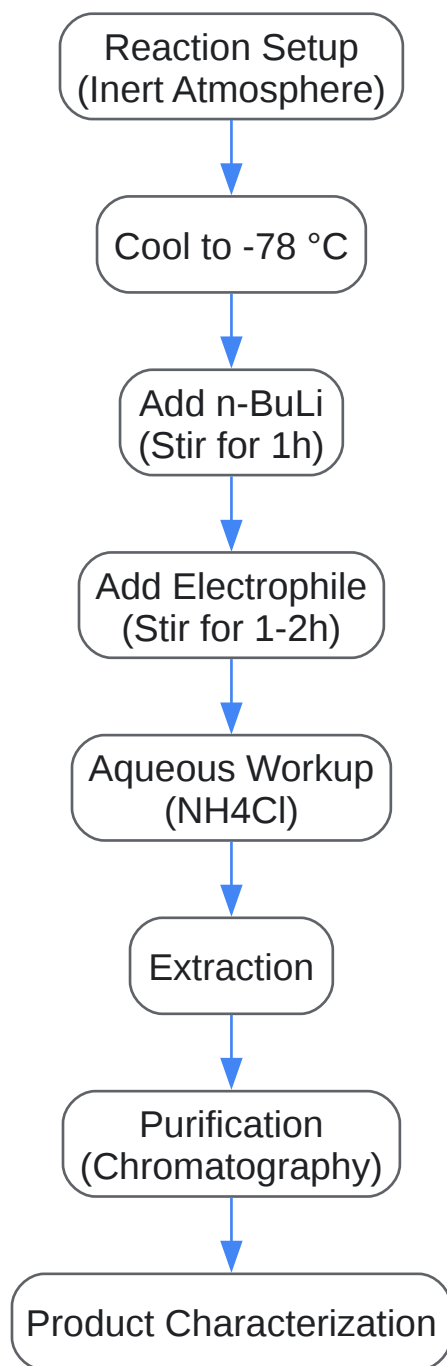 Reaction Setup
(Inert Atmosphere)
Cool to -78 °C
Add n-BuLi
(Stir for 1h)
Add Electrophile
(Stir for 1-2h)
Aqueous Workup
(NH4Cl)
Extraction
Purification
(Chromatography)
Product Characterization